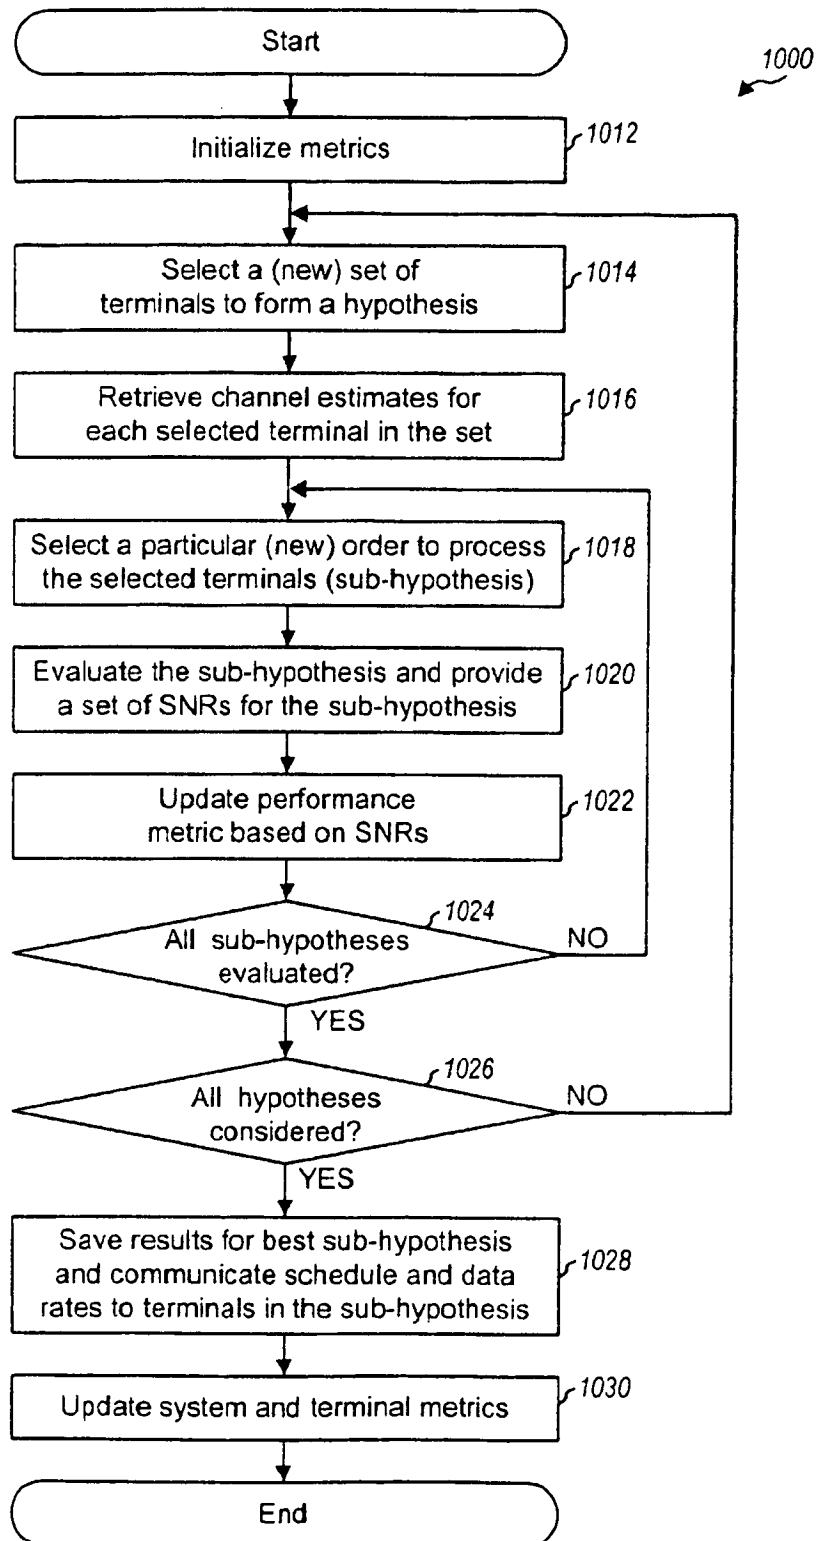 Start
1000
Initialize metrics
1012
Select a (new) set of
terminals to form a hypothesis
1014
Retrieve channel estimates for
each selected terminal in the set
1016
Select a particular (new) order to process
the selected terminals (sub-hypothesis)
1018
Evaluate the sub-hypothesis and provide
a set of SNRs for the sub-hypothesis
1020
Update performance
metric based on SNRs
1022
1024
All sub-hypotheses
evaluated?
NO
YES
1026
All hypotheses
considered?
NO
YES
Save results for best sub-hypothesis
and communicate schedule and data
rates to terminals in the sub-hypothesis
1028
Update system and terminal metrics
1030
End